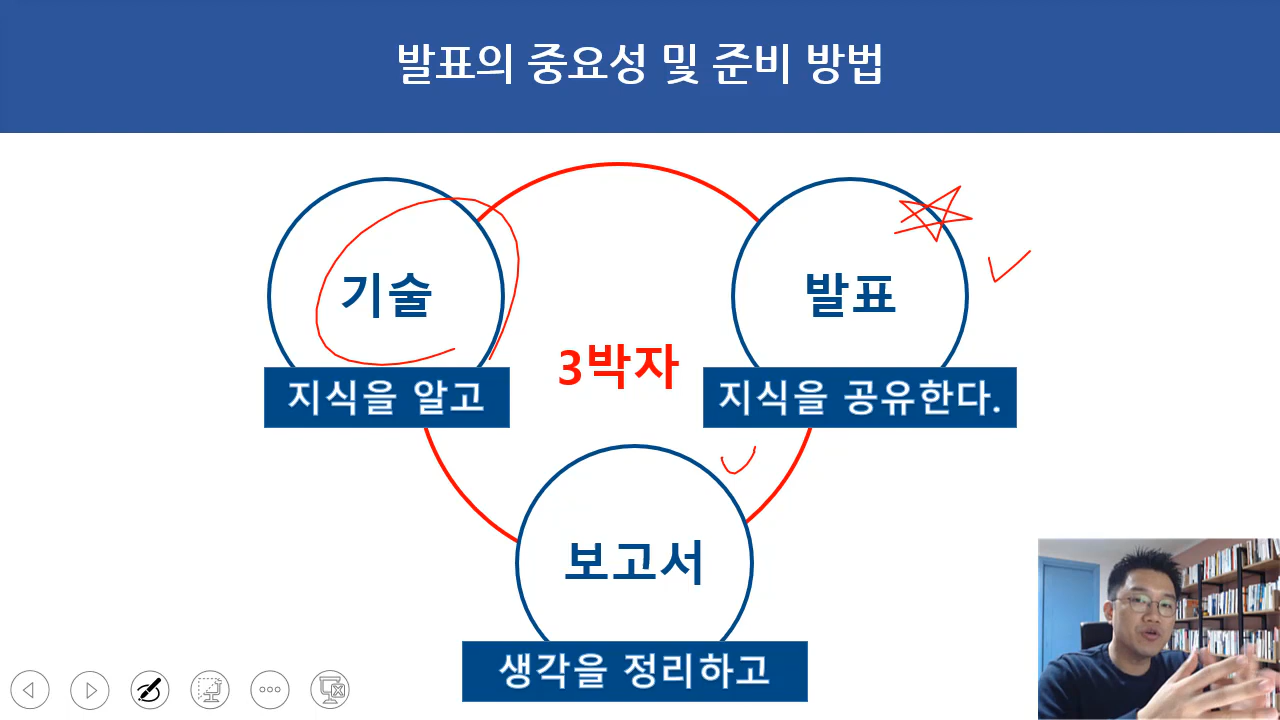 발표의 중요성 및 준비 방법
기술
지식을 알고
3박자
발표
지식을 공유한다.
보고서
생각을 정리하고